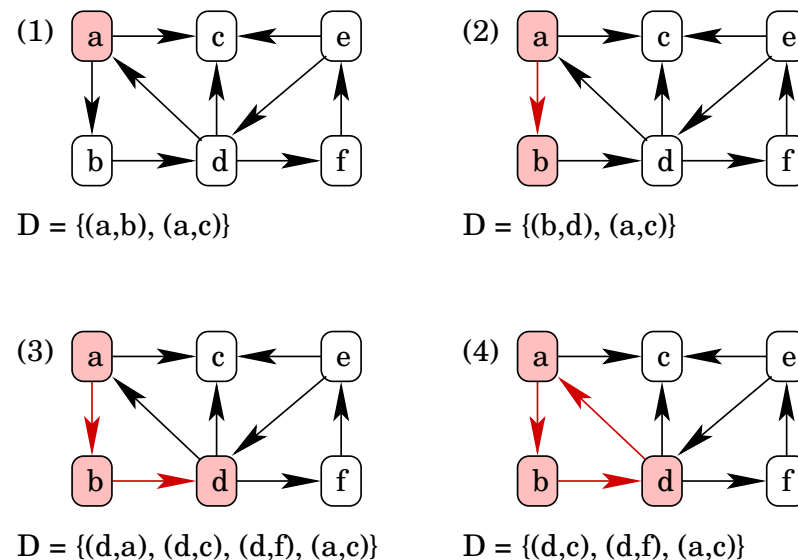 (1) a c e
b d f
D = {(a,b), (a,c)}
(2) a c e
b d f
D = {(b,d), (a,c)}
(3) a c e
b d f
D = {(d,a), (d,c), (d,f), (a,c)}
(4) a c e
b d f
D = {(d,c), (d,f), (a,c)}